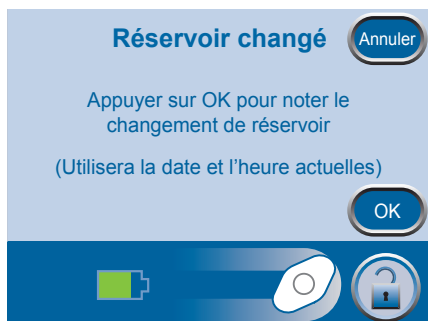 Réservoir changé
Annuler
Appuyer sur OK pour noter le
changement de réservoir
(Utilisera la date et l'heure actuelles)
OK